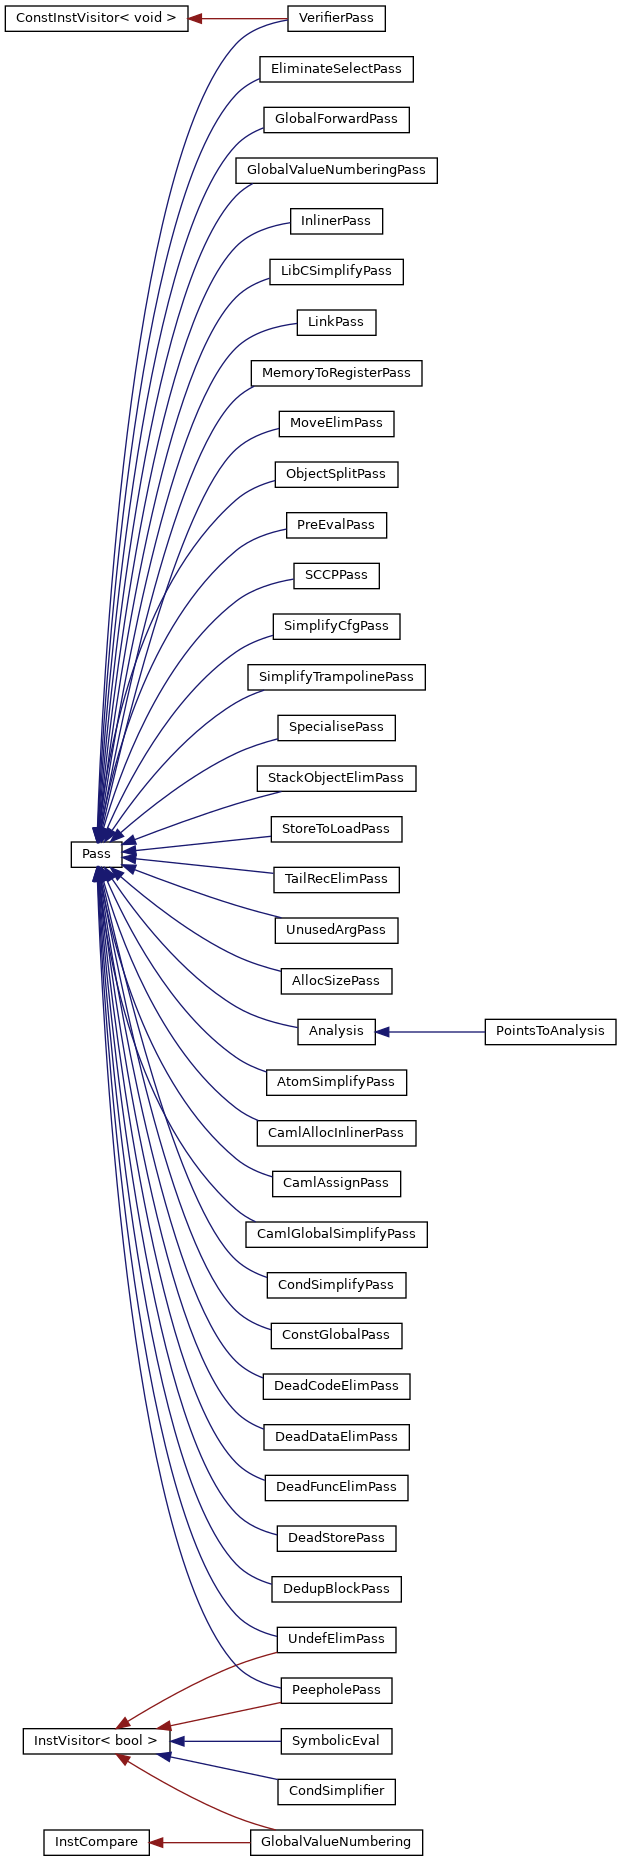 ConstInstVisitor< void >
VerifierPass
EliminateSelectPass
GlobalForwardPass
GlobalValueNumberingPass
InlinerPass
LibCSimplifyPass
LinkPass
MemoryToRegisterPass
MoveElimPass
ObjectSplitPass
PreEvalPass
SCCPPass
SimplifyCfgPass
SimplifyTrampolinePass
SpecialisePass
StackObjectElimPass
StoreToLoadPass
Pass
TailRecElimPass
UnusedArgPass
AllocSizePass
Analysis
PointsToAnalysis
AtomSimplifyPass
CamlAllocInlinerPass
CamlAssignPass
CamlGlobalSimplifyPass
CondSimplifyPass
ConstGlobalPass
DeadCodeElimPass
DeadDataElimPass
DeadFuncElimPass
DeadStorePass
DedupBlockPass
UndefElimPass
PeepholePass
InstVisitor< bool >
SymbolicEval
CondSimplifier
InstCompare
GlobalValueNumbering